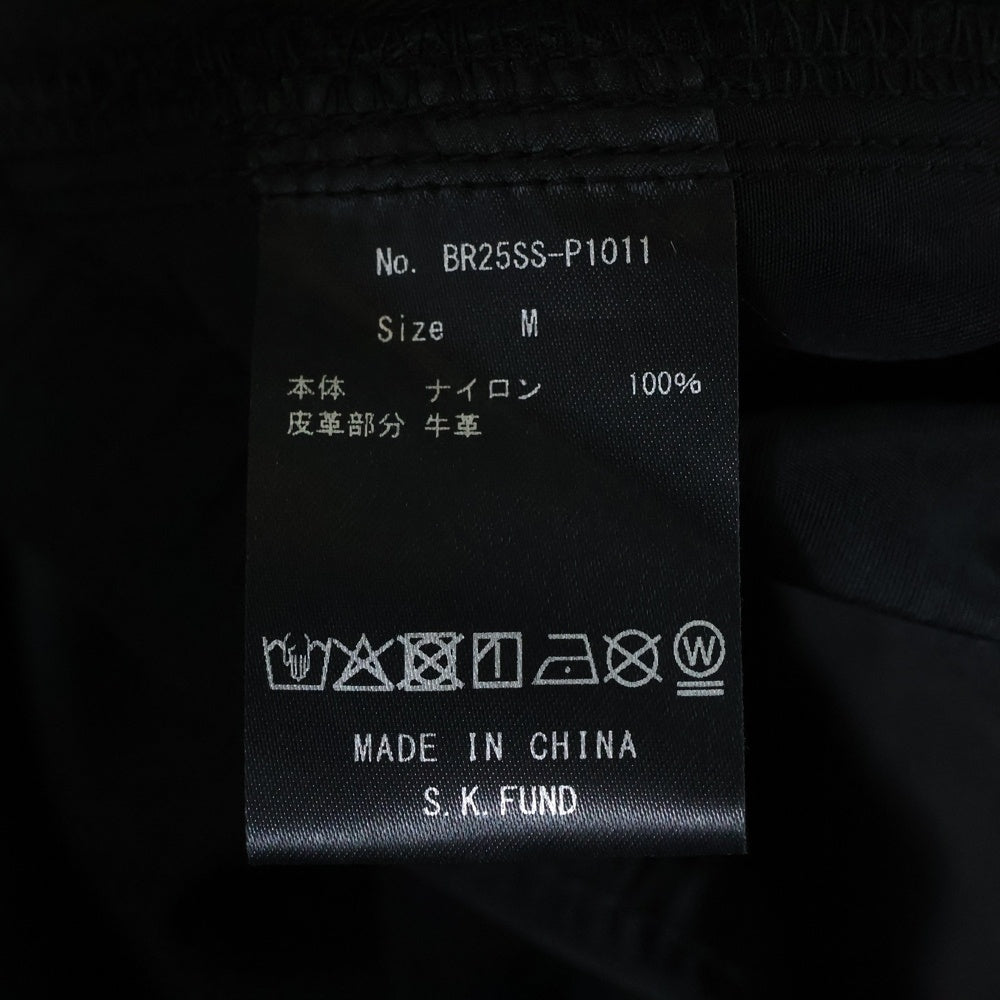 No. BR25SS-P1011
Size M
本体 ナイロン 100%
皮革部分 牛革
W
MADE IN CHINA
S.K.FUND